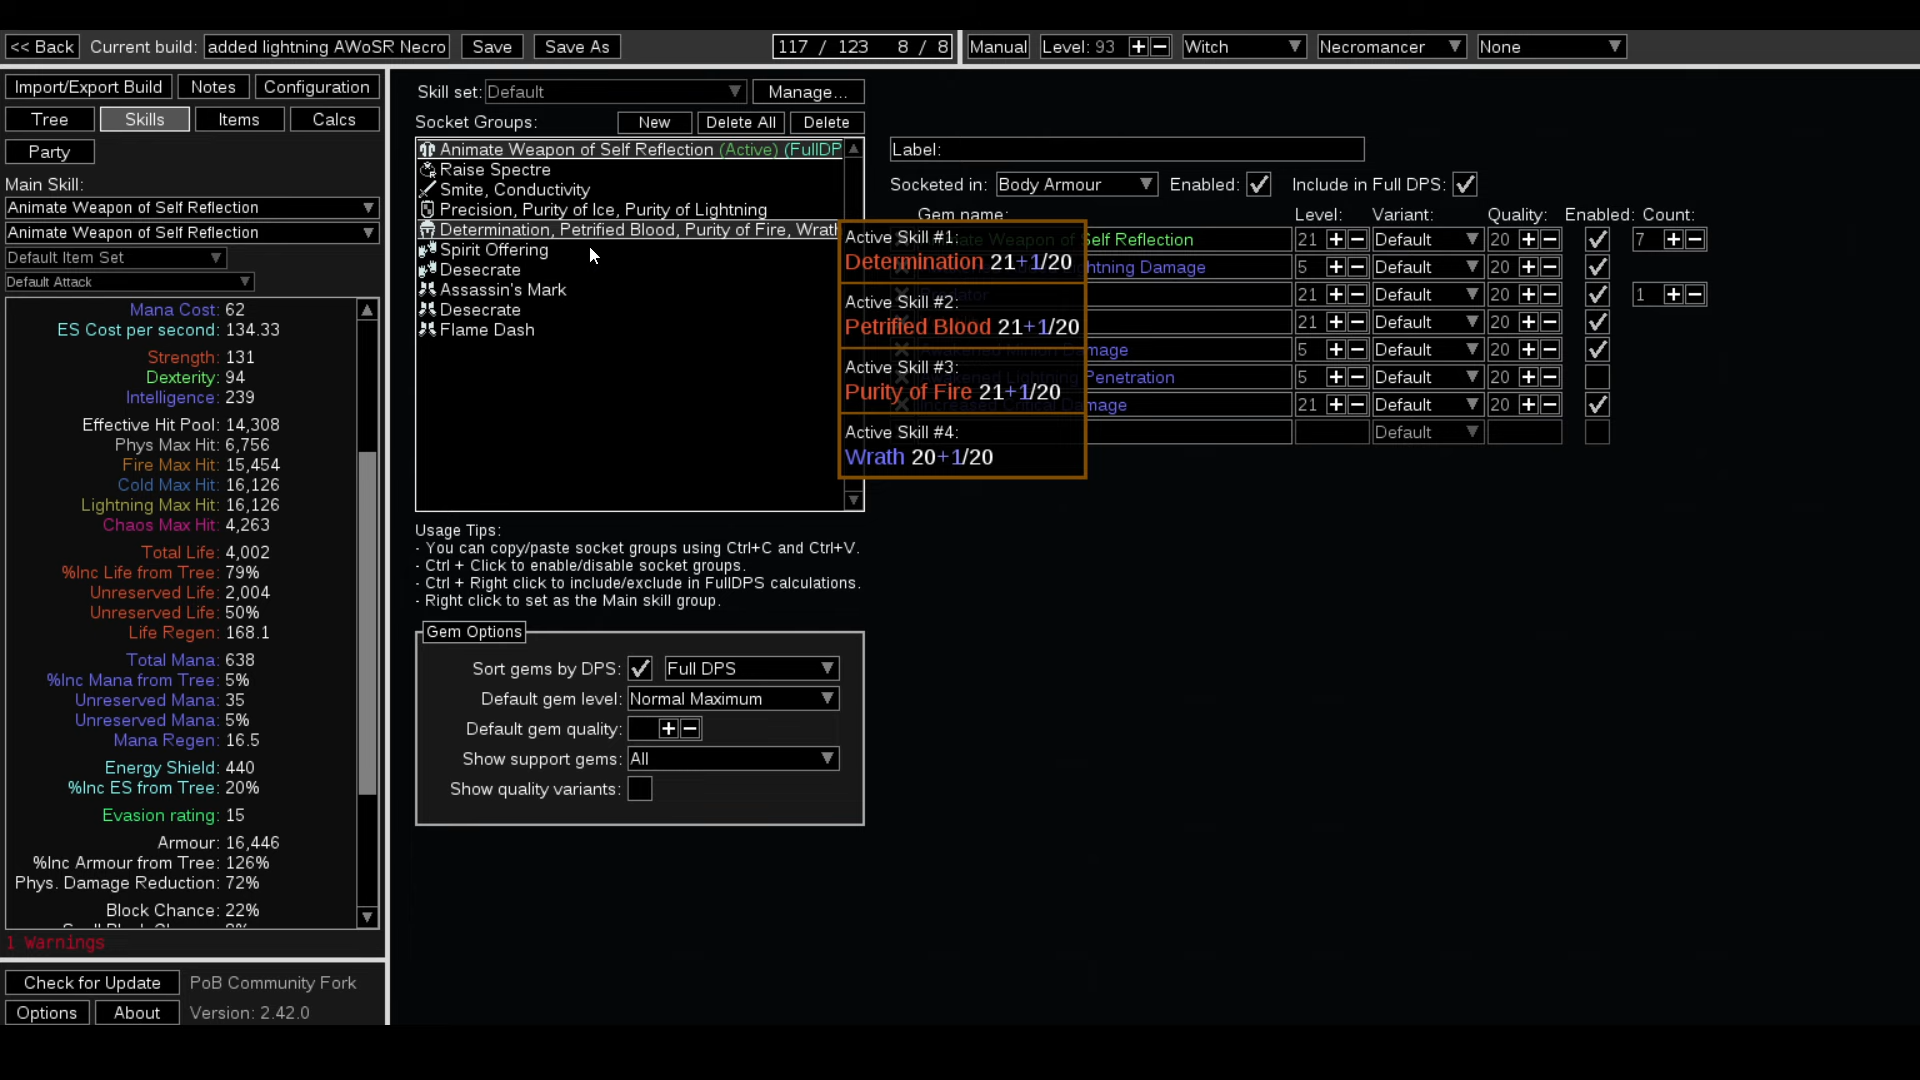 << Back Current build: added lightning AWoSR Necro Save Save As 117 / 123 8 / 8 Manual Level: 93 + − Witch Necromancer None
Import/Export Build Notes Configuration
Tree Skills Items Calcs
Party
Main Skill:
Animate Weapon of Self Reflection
Animate Weapon of Self Reflection
Default Item Set
Default Attack
Mana Cost: 62
ES Cost per second: 134.33
Strength: 131
Dexterity: 94
Intelligence: 239
Effective Hit Pool: 14,308
Phys Max Hit: 6,756
Fire Max Hit: 15,454
Cold Max Hit: 16,126
Lightning Max Hit: 16,126
Chaos Max Hit: 4,263
Total Life: 4,002
%Inc Life from Tree: 79%
Unreserved Life: 2,004
Unreserved Life: 50%
Life Regen: 168.1
Total Mana: 638
%Inc Mana from Tree: 5%
Unreserved Mana: 35
Unreserved Mana: 5%
Mana Regen: 16.5
Energy Shield: 440
%Inc ES from Tree: 20%
Evasion rating: 15
Armour: 16,446
%Inc Armour from Tree: 126%
Phys. Damage Reduction: 72%
Block Chance: 22%
1 Warnings
Check for Update PoB Community Fork
Options About Version: 2.42.0
Skill set: Default Manage...
Socket Groups: New Delete All Delete
Animate Weapon of Self Reflection (Active) (FullDP
Raise Spectre
Smite, Conductivity
Precision, Purity of Ice, Purity of Lightning
Determination, Petrified Blood, Purity of Fire, Wrath
Spirit Offering
Desecrate
Assassin's Mark
Desecrate
Flame Dash
Usage Tips:
- You can copy/paste socket groups using Ctrl+C and Ctrl+V.
- Ctrl + Click to enable/disable socket groups.
- Ctrl + Right click to include/exclude in FullDPS calculations.
- Right click to set as the Main skill group.
Gem Options
Sort gems by DPS: Full DPS
Default gem level: Normal Maximum
Default gem quality: + −
Show support gems: All
Show quality variants:
Active Skill #1:
Determination 21+1/20
Active Skill #2:
Petrified Blood 21+1/20
Active Skill #3:
Purity of Fire 21+1/20
Active Skill #4:
Wrath 20+1/20
Label:
Socketed in: Body Armour Enabled: Include in Full DPS:
Gem name: Level: Variant: Quality: Enabled: Count:
Self Reflection 21 + − Default 20 + − 7 + −
Damage 5 + − Default 20 + −
21 + − Default 20 + − 1 + −
21 + − Default 20 + −
5 + − Default 20 + −
Penetration 5 + − Default 20 + −
Damage 21 + − Default 20 + −
Default